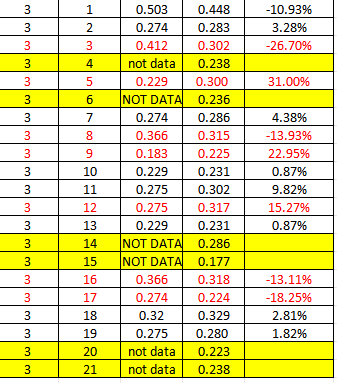 3 1 0.503 0.448 -10.93%
3 2 0.274 0.283 3.28%
3 3 0.412 0.302 -26.70%
3 4 not data 0.238
3 5 0.229 0.300 31.00%
3 6 NOT DATA 0.236
3 7 0.274 0.286 4.38%
3 8 0.366 0.315 -13.93%
3 9 0.183 0.225 22.95%
3 10 0.229 0.231 0.87%
3 11 0.275 0.302 9.82%
3 12 0.275 0.317 15.27%
3 13 0.229 0.231 0.87%
3 14 NOT DATA 0.286
3 15 NOT DATA 0.177
3 16 0.366 0.318 -13.11%
3 17 0.274 0.224 -18.25%
3 18 0.32 0.329 2.81%
3 19 0.275 0.280 1.82%
3 20 not data 0.223
3 21 not data 0.238